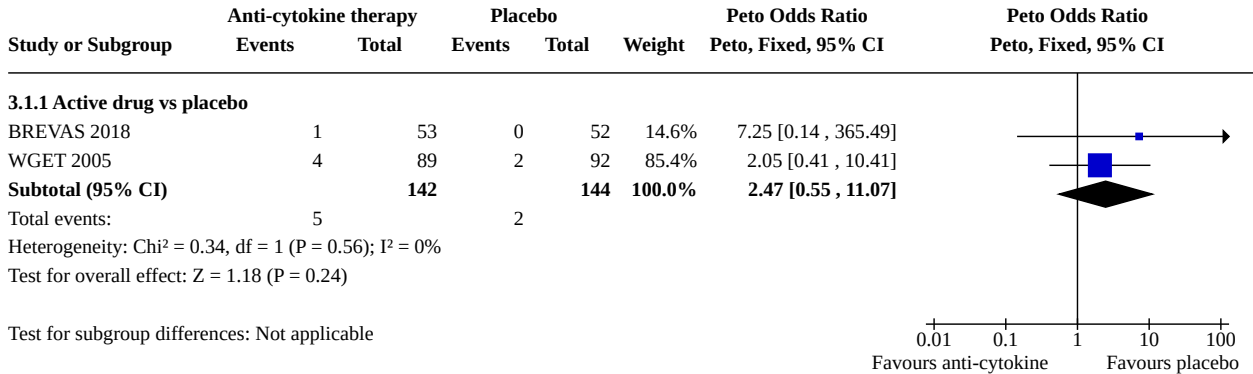 Anti-cytokine therapy Placebo Peto Odds Ratio Peto Odds Ratio
Study or Subgroup Events Total Events Total Weight Peto, Fixed, 95% CI Peto, Fixed, 95% CI
3.1.1 Active drug vs placebo
BREVAS 2018 1 53 0 52 14.6% 7.25 [0.14 , 365.49]
WGET 2005 4 89 2 92 85.4% 2.05 [0.41 , 10.41]
Subtotal (95% CI) 142 144 100.0% 2.47 [0.55 , 11.07]
Total events: 5 2
Heterogeneity: Chi² = 0.34, df = 1 (P = 0.56); I² = 0%
Test for overall effect: Z = 1.18 (P = 0.24)
Test for subgroup differences: Not applicable
0.01 0.1 1 10 100
Favours anti-cytokine Favours placebo